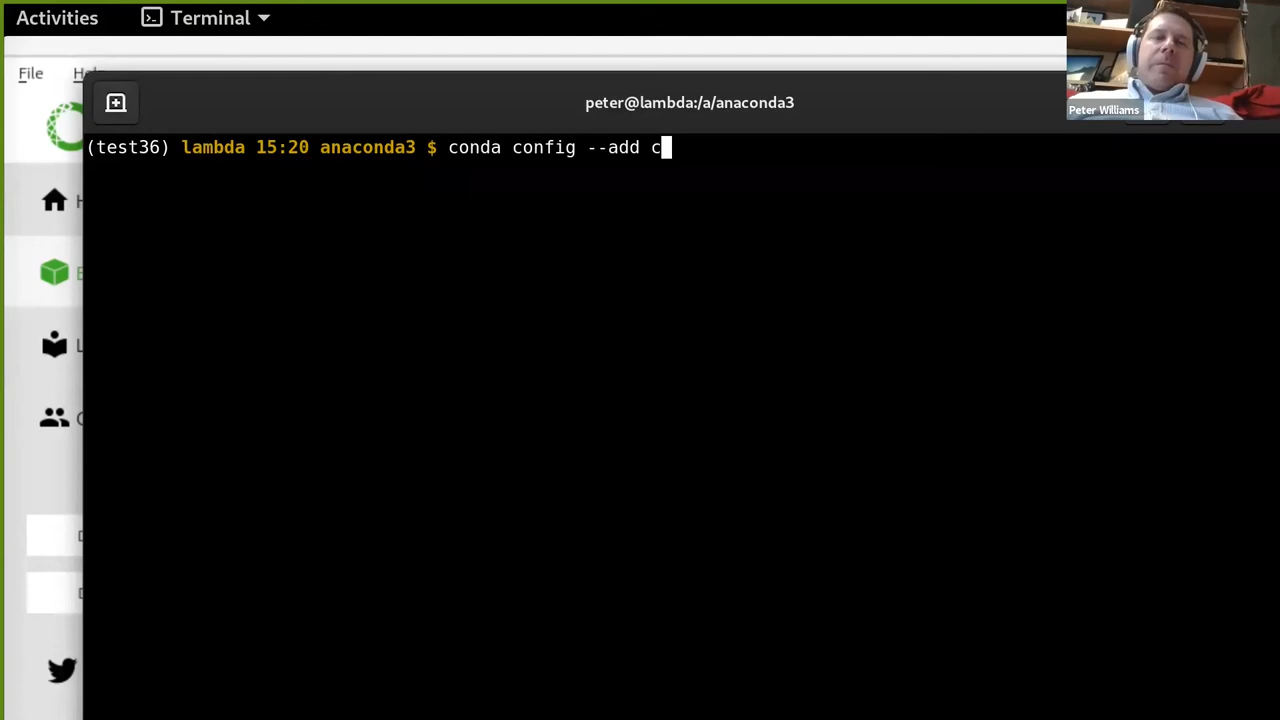 Activities
Terminal
File
Peter Williams
peter@lambda:/a/anaconda3
(test36) lambda 15:20 anaconda3 $ conda config --add c